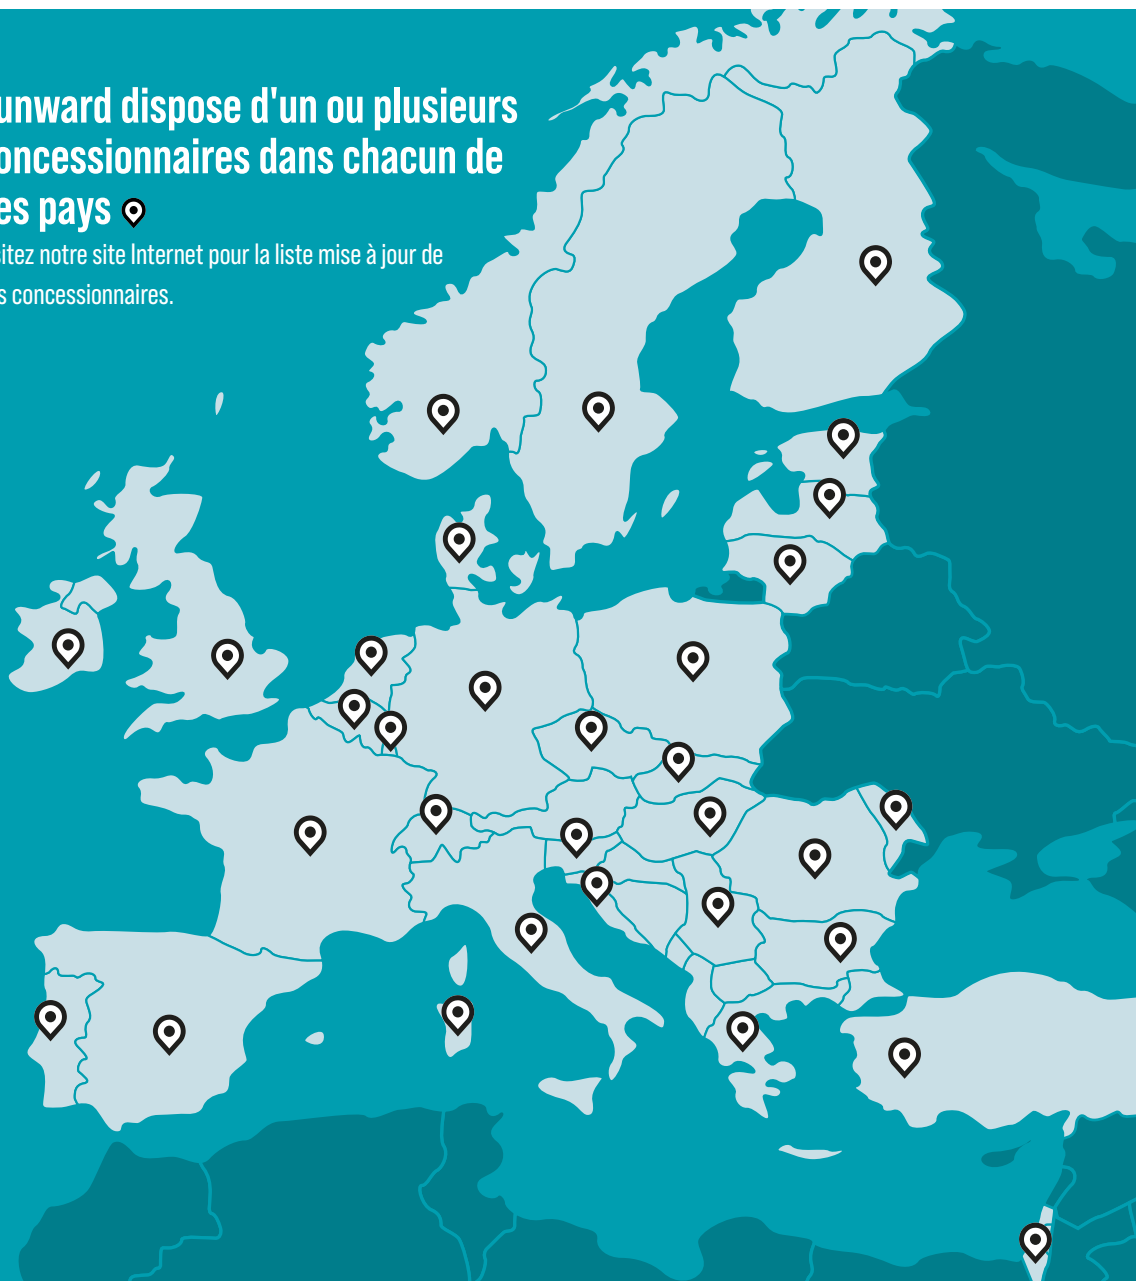 unward dispose d'un ou plusieurs
oncessionnaires dans chacun de
es pays
sitez notre site Internet pour la liste mise à jour de
s concessionnaires.